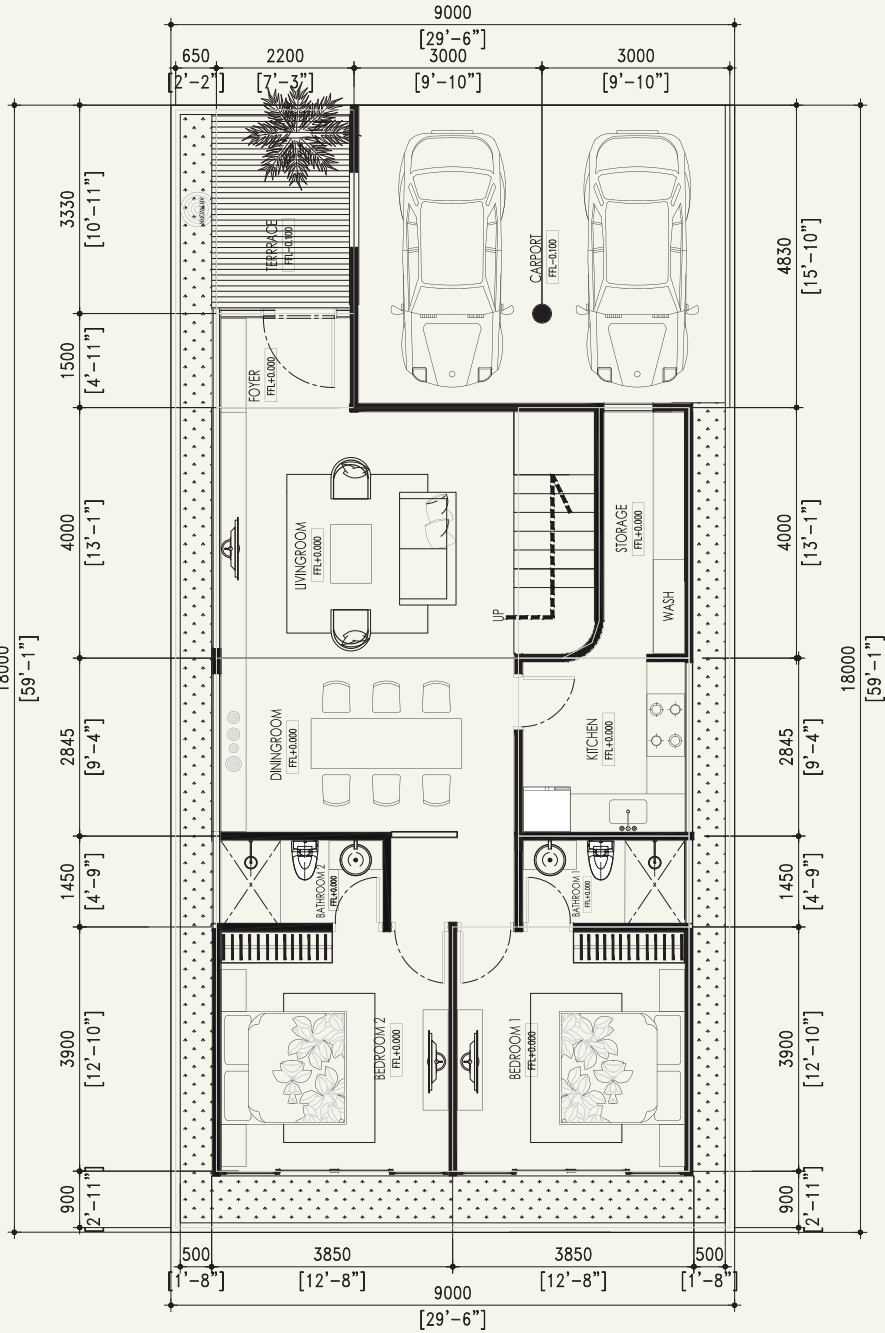 9000
[29'-6"]
650
2200
3000
3000
[2'-2"]
[7'-3"]
[9'-10"]
[9'-10"]
3330
[10'-11"]
1500
[4'-11"]
4000
[13'-1"]
18000
[59'-1"]
2845
[9'-4"]
1450
[4'-9"]
3900
[12'-10"]
900
[2'-11"]
ARTWORK
TERRRACE
FFL-0.100
CARPORT
FFL-0.100
FOYER
FFL+0.000
LIVINGROOM
FFL+0.000
UP
STORAGE
FFL+0.000
WASH
DININGROOM
FFL+0.000
KITCHEN
FFL+0.000
BATHROOM 2
FFL+0.000
BATHROOM 1
FFL+0.000
BEDROOM 2
FFL+0.000
BEDROOM 1
FFL+0.000
4830
[15'-10"]
4000
[13'-1"]
18000
[59'-1"]
2845
[9'-4"]
1450
[4'-9"]
3900
[12'-10"]
900
[2'-11"]
500
3850
3850
500
[1'-8"]
[12'-8"]
[12'-8"]
[1'-8"]
9000
[29'-6"]